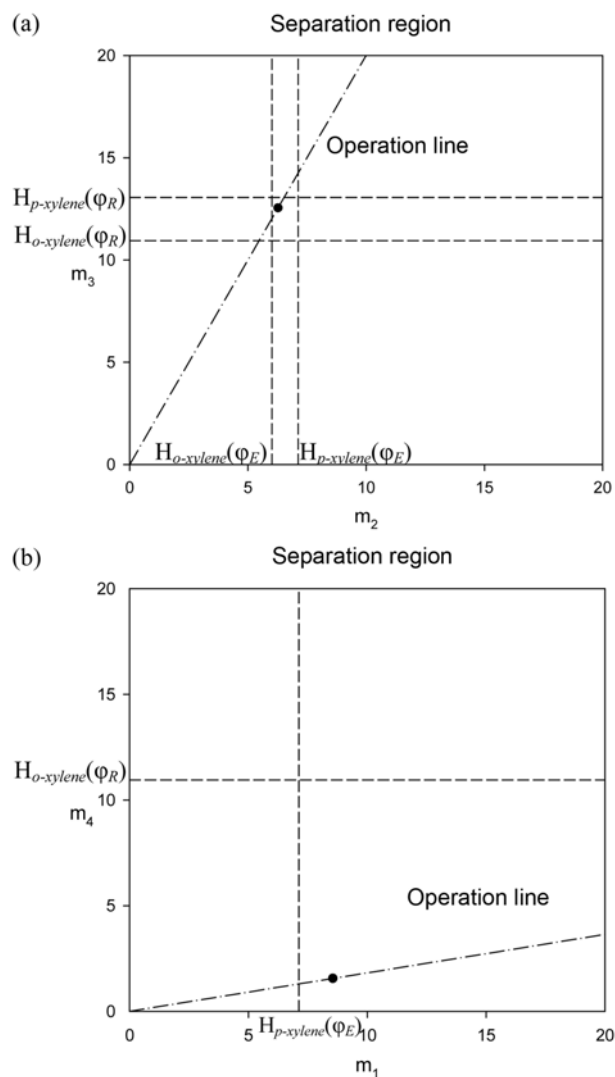 (a)
Separation region
20
15
10
5
0
H_p-xylene(φ_R)
H_o-xylene(φ_R)
m_3
Operation line
H_o-xylene(φ_E)
H_p-xylene(φ_E)
0 5 10 15 20
m_2
(b)
Separation region
20
15
10
5
0
H_o-xylene(φ_R)
m_4
Operation line
H_p-xylene(φ_E)
0 5 10 15 20
m_1